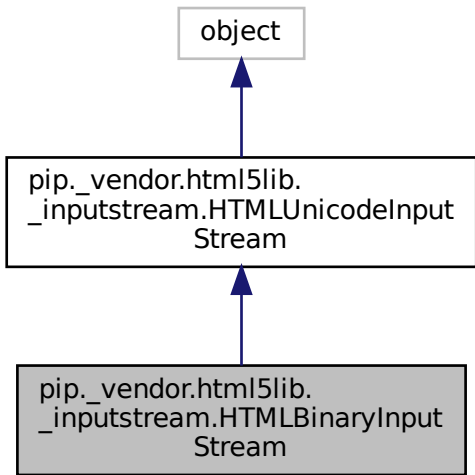 object
pip._vendor.html5lib.
_inputstream.HTMLUnicodeInput
Stream
pip._vendor.html5lib.
_inputstream.HTMLBinaryInput
Stream